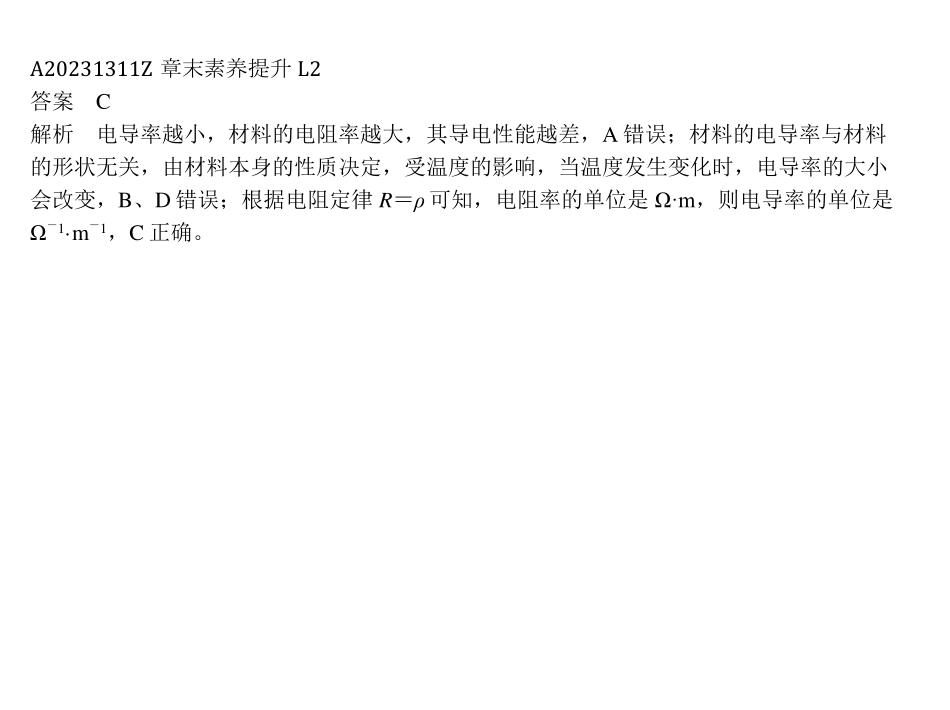 A20231311Z 章末素养提升 L2
答案　C
解析　电导率越小，材料的电阻率越大，其导电性能越差，A 错误；材料的电导率与材料
的形状无关，由材料本身的性质决定，受温度的影响，当温度发生变化时，电导率的大小
会改变，B、D 错误；根据电阻定律 R＝ρ 可知，电阻率的单位是 Ω·m，则电导率的单位是
Ω⁻¹·m⁻¹，C 正确。